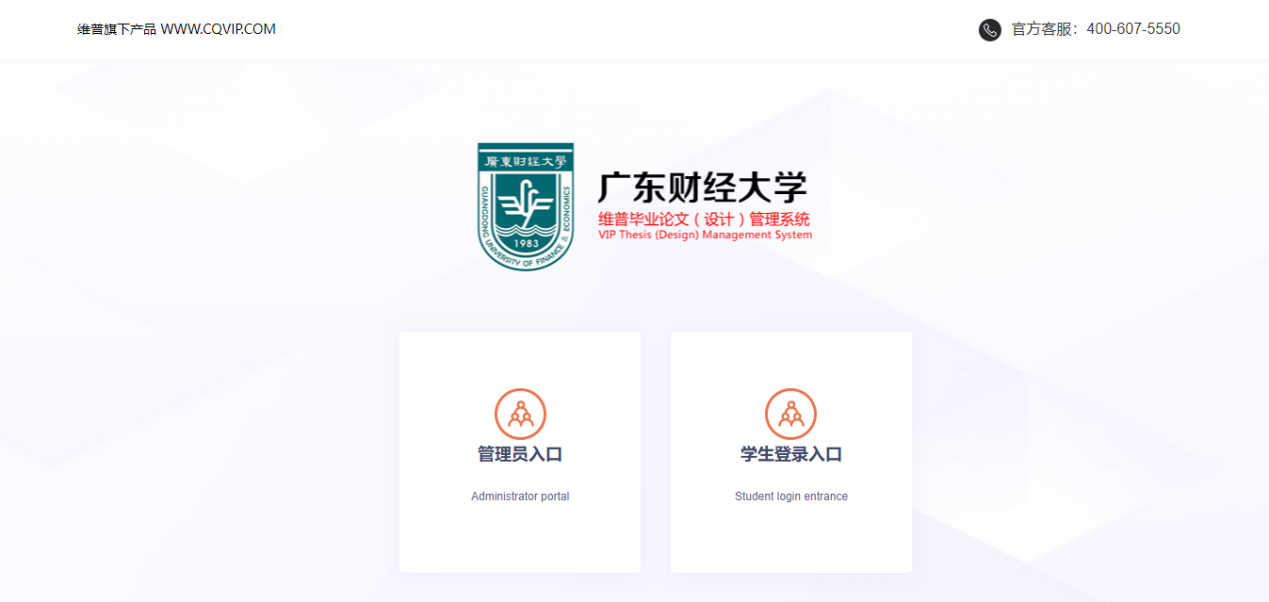 维普旗下产品 WWW.CQVIP.COM
官方客服：400-607-5550
廣東财经大學
GUANGDONG UNIVERSITY OF FINANCE & ECONOMICS
1983
广东财经大学
维普毕业论文（设计）管理系统
VIP Thesis (Design) Management System
管理员入口
Administrator portal
学生登录入口
Student login entrance